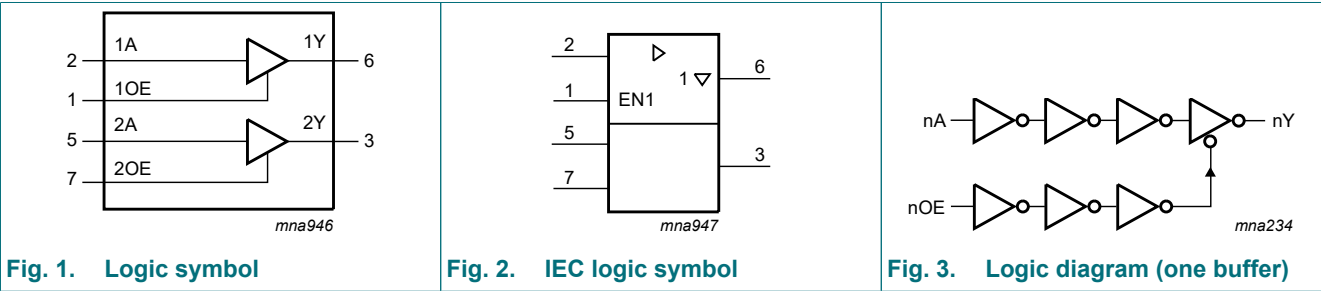 1A
1Y
2
6
1OE
1
2A
2Y
5
3
2OE
7
mna946
Fig. 1. Logic symbol
2
6
1
1
EN1
5
3
7
mna947
Fig. 2. IEC logic symbol
nA
nY
nOE
mna234
Fig. 3. Logic diagram (one buffer)